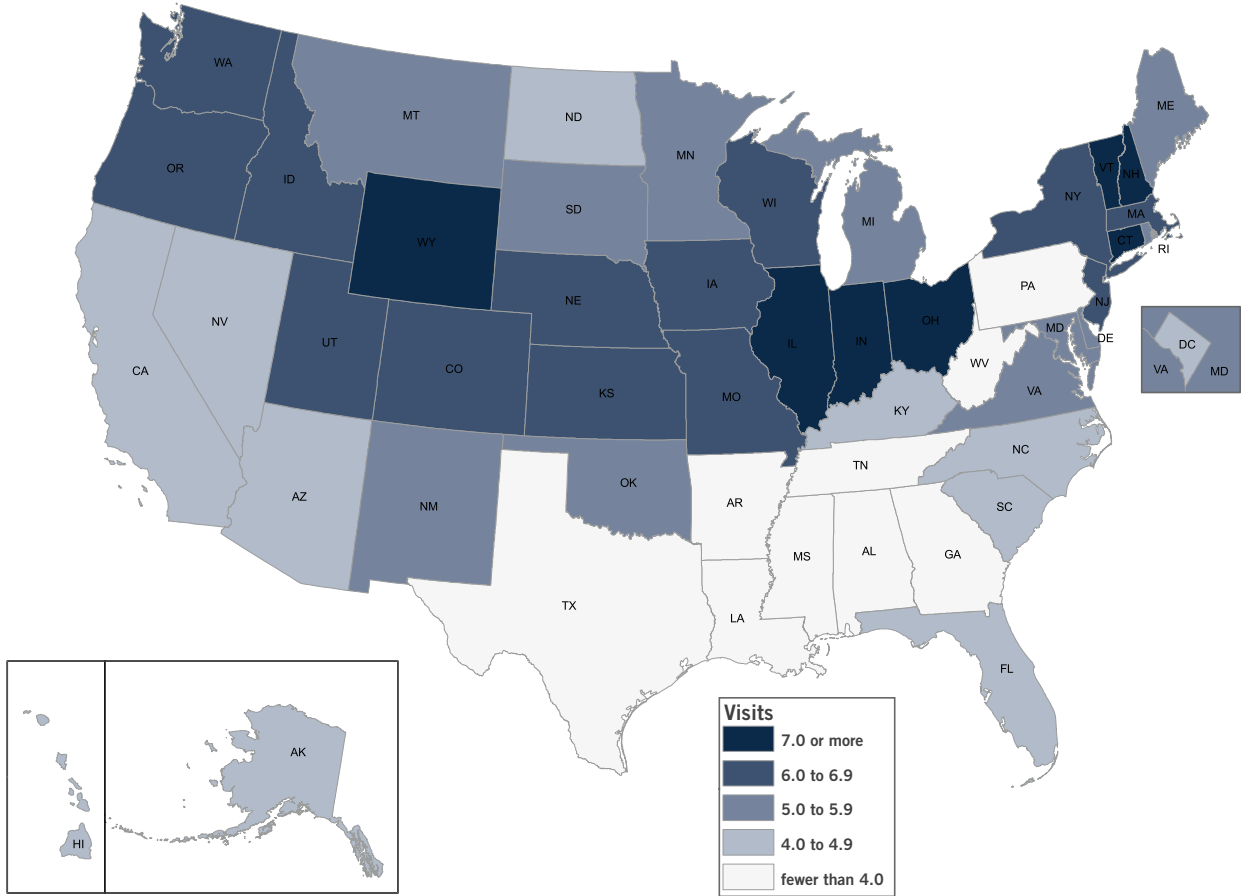 WA
MT
ND
ME
OR
ID
MN
VT
NH
SD
WI
NY
MA
MI
WY
CT
RI
NE
IA
PA
NV
UT
CO
IL
IN
OH
NJ
MD
DE
DC
VA
MD
CA
KS
MO
WV
VA
KY
AZ
NM
OK
TN
NC
AR
SC
MS
AL
GA
TX
LA
FL
AK
HI
Visits
7.0 or more
6.0 to 6.9
5.0 to 5.9
4.0 to 4.9
fewer than 4.0